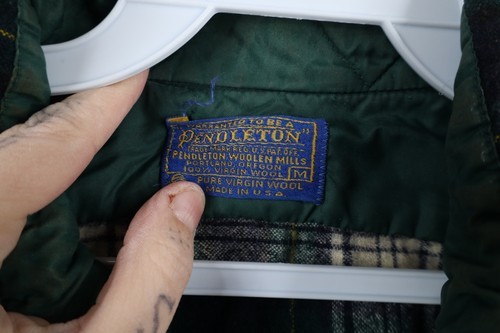 WARRANTED TO BE A
"PENDLETON"
TRADE MARK REG. U.S. PAT. OFF.
PENDLETON WOOLEN MILLS
PORTLAND, OREGON
100% VIRGIN WOOL M
PURE VIRGIN WOOL
MADE IN U.S.A.